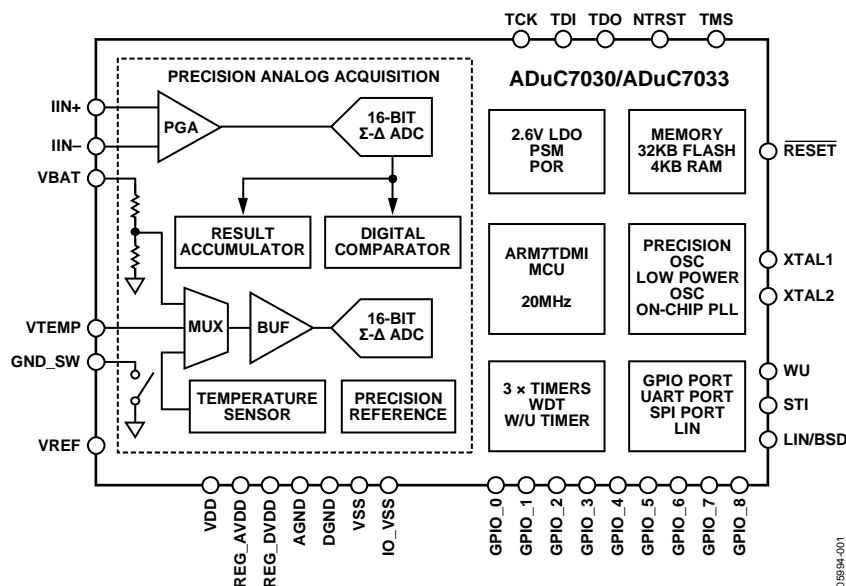 TCK TDI TDO NTRST TMS
PRECISION ANALOG ACQUISITION
ADuC7030/ADuC7033
IIN+
IIN–
VBAT
VTEMP
GND_SW
VREF
PGA
16-BIT
Σ-Δ ADC
RESULT
ACCUMULATOR
DIGITAL
COMPARATOR
MUX
BUF
16-BIT
Σ-Δ ADC
TEMPERATURE
SENSOR
PRECISION
REFERENCE
2.6V LDO
PSM
POR
MEMORY
32KB FLASH
4KB RAM
ARM7TDMI
MCU
20MHz
PRECISION
OSC
LOW POWER
OSC
ON-CHIP PLL
3 × TIMERS
WDT
W/U TIMER
GPIO PORT
UART PORT
SPI PORT
LIN
RESET
XTAL1
XTAL2
WU
STI
LIN/BSD
VDD
REG_AVDD
REG_DVDD
AGND
DGND
VSS
IO_VSS
GPIO_0
GPIO_1
GPIO_2
GPIO_3
GPIO_4
GPIO_5
GPIO_6
GPIO_7
GPIO_8
05994-001